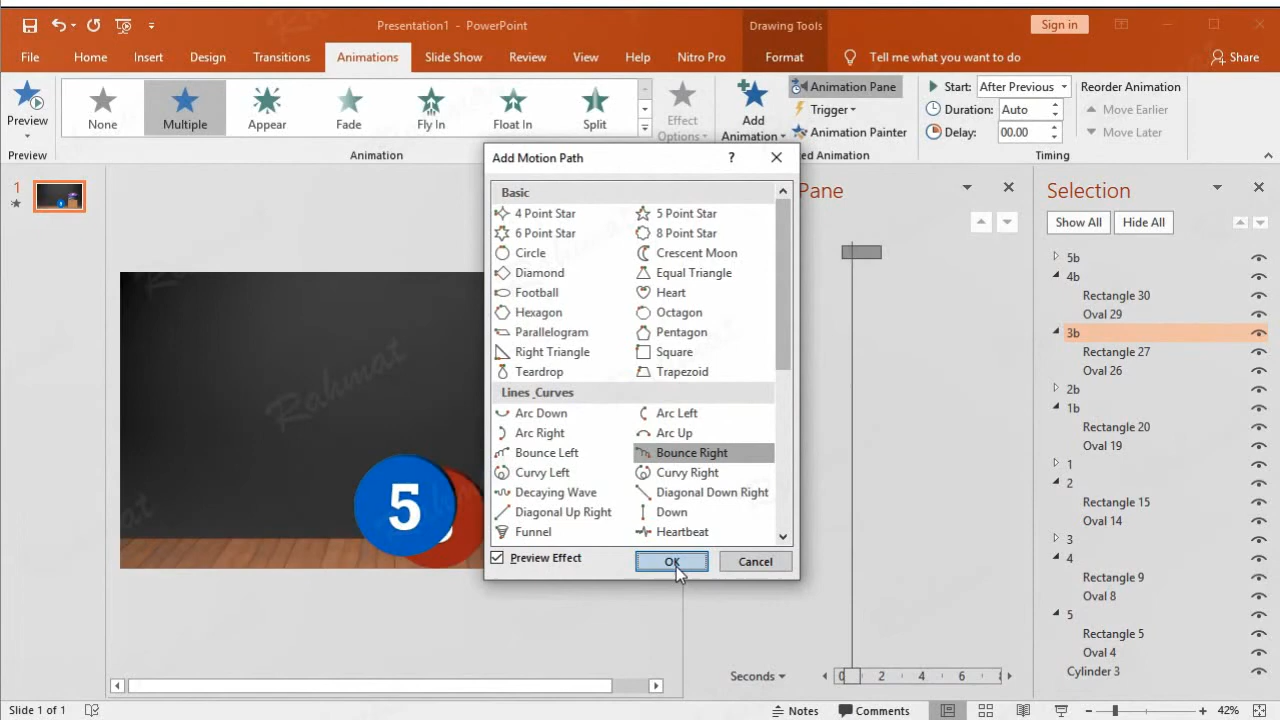 Presentation1 - PowerPoint
Drawing Tools
Sign in
File Home Insert Design Transitions Animations Slide Show Review View Help Nitro Pro Format Tell me what you want to do Share
Preview
None Multiple Appear Fade Fly In Float In Split
Effect Options
Add Animation
Animation Pane
Trigger
Animation Painter
Start: After Previous
Duration: Auto
Delay: 00.00
Reorder Animation
Move Earlier
Move Later
Preview Animation ed Animation Timing
1
Add Motion Path ?
Basic
4 Point Star 5 Point Star
6 Point Star 8 Point Star
Circle Crescent Moon
Diamond Equal Triangle
Football Heart
Hexagon Octagon
Parallelogram Pentagon
Right Triangle Square
Teardrop Trapezoid
Lines_Curves
Arc Down Arc Left
Arc Right Arc Up
Bounce Left Bounce Right
Curvy Left Curvy Right
Decaying Wave Diagonal Down Right
Diagonal Up Right Down
Funnel Heartbeat
Preview Effect OK Cancel
Rahmat
5
Pane
Seconds 0 2 4 6
Selection
Show All Hide All
5b
4b
Rectangle 30
Oval 29
3b
Rectangle 27
Oval 26
2b
1b
Rectangle 20
Oval 19
1
2
Rectangle 15
Oval 14
3
4
Rectangle 9
Oval 8
5
Rectangle 5
Oval 4
Cylinder 3
Slide 1 of 1 Notes Comments 42%